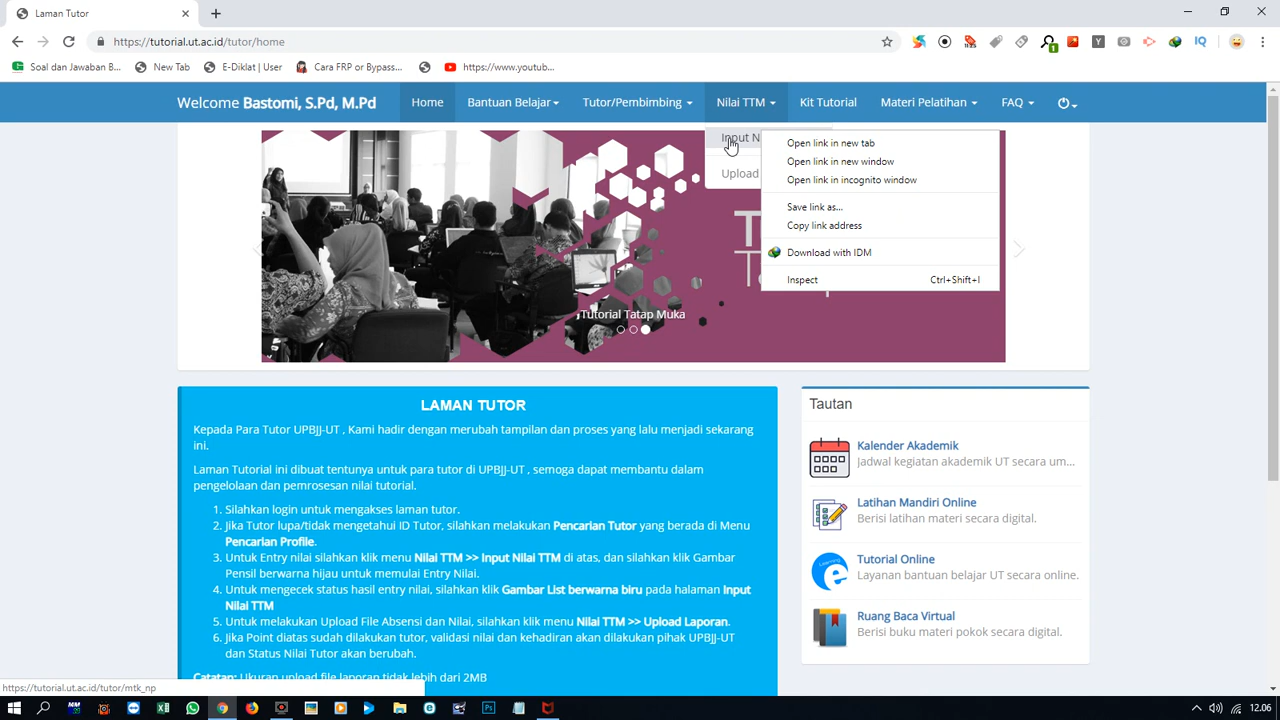 Laman Tutor
https://tutorial.ut.ac.id/tutor/home
Soal dan Jawaban B...
New Tab
E-Diklat | User
Cara FRP or Bypass...
https://www.youtub...
Welcome Bastomi, S.Pd, M.Pd
Home
Bantuan Belajar
Tutor/Pembimbing
Nilai TTM
Kit Tutorial
Materi Pelatihan
FAQ
Input N
Upload
Open link in new tab
Open link in new window
Open link in incognito window
Save link as...
Copy link address
Download with IDM
Inspect Ctrl+Shift+I
Tutorial Tatap Muka
LAMAN TUTOR
Kepada Para Tutor UPBJJ-UT , Kami hadir dengan merubah tampilan dan proses yang lalu menjadi sekarang
ini.
Laman Tutorial ini dibuat tentunya untuk para tutor di UPBJJ-UT , semoga dapat membantu dalam
pengelolaan dan pemrosesan nilai tutorial.
1. Silahkan login untuk mengakses laman tutor.
2. Jika Tutor lupa/tidak mengetahui ID Tutor, silahkan melakukan Pencarian Tutor yang berada di Menu
Pencarian Profile.
3. Untuk Entry nilai silahkan klik menu Nilai TTM >> Input Nilai TTM di atas, dan silahkan klik Gambar
Pensil berwarna hijau untuk memulai Entry Nilai.
4. Untuk mengecek status hasil entry nilai, silahkan klik Gambar List berwarna biru pada halaman Input
Nilai TTM
5. Untuk melakukan Upload File Absensi dan Nilai, silahkan klik menu Nilai TTM >> Upload Laporan.
6. Jika Point diatas sudah dilakukan tutor, validasi nilai dan kehadiran akan dilakukan pihak UPBJJ-UT
dan Status Nilai Tutor akan berubah.
Catatan: Ukuran upload file laporan tidak lebih dari 2MB
Tautan
Kalender Akademik
Jadwal kegiatan akademik UT secara um...
Latihan Mandiri Online
Berisi latihan materi secara digital.
Tutorial Online
Layanan bantuan belajar UT secara online.
Ruang Baca Virtual
Berisi buku materi pokok secara digital.
https://tutorial.ut.ac.id/tutor/mtk_np
12.06